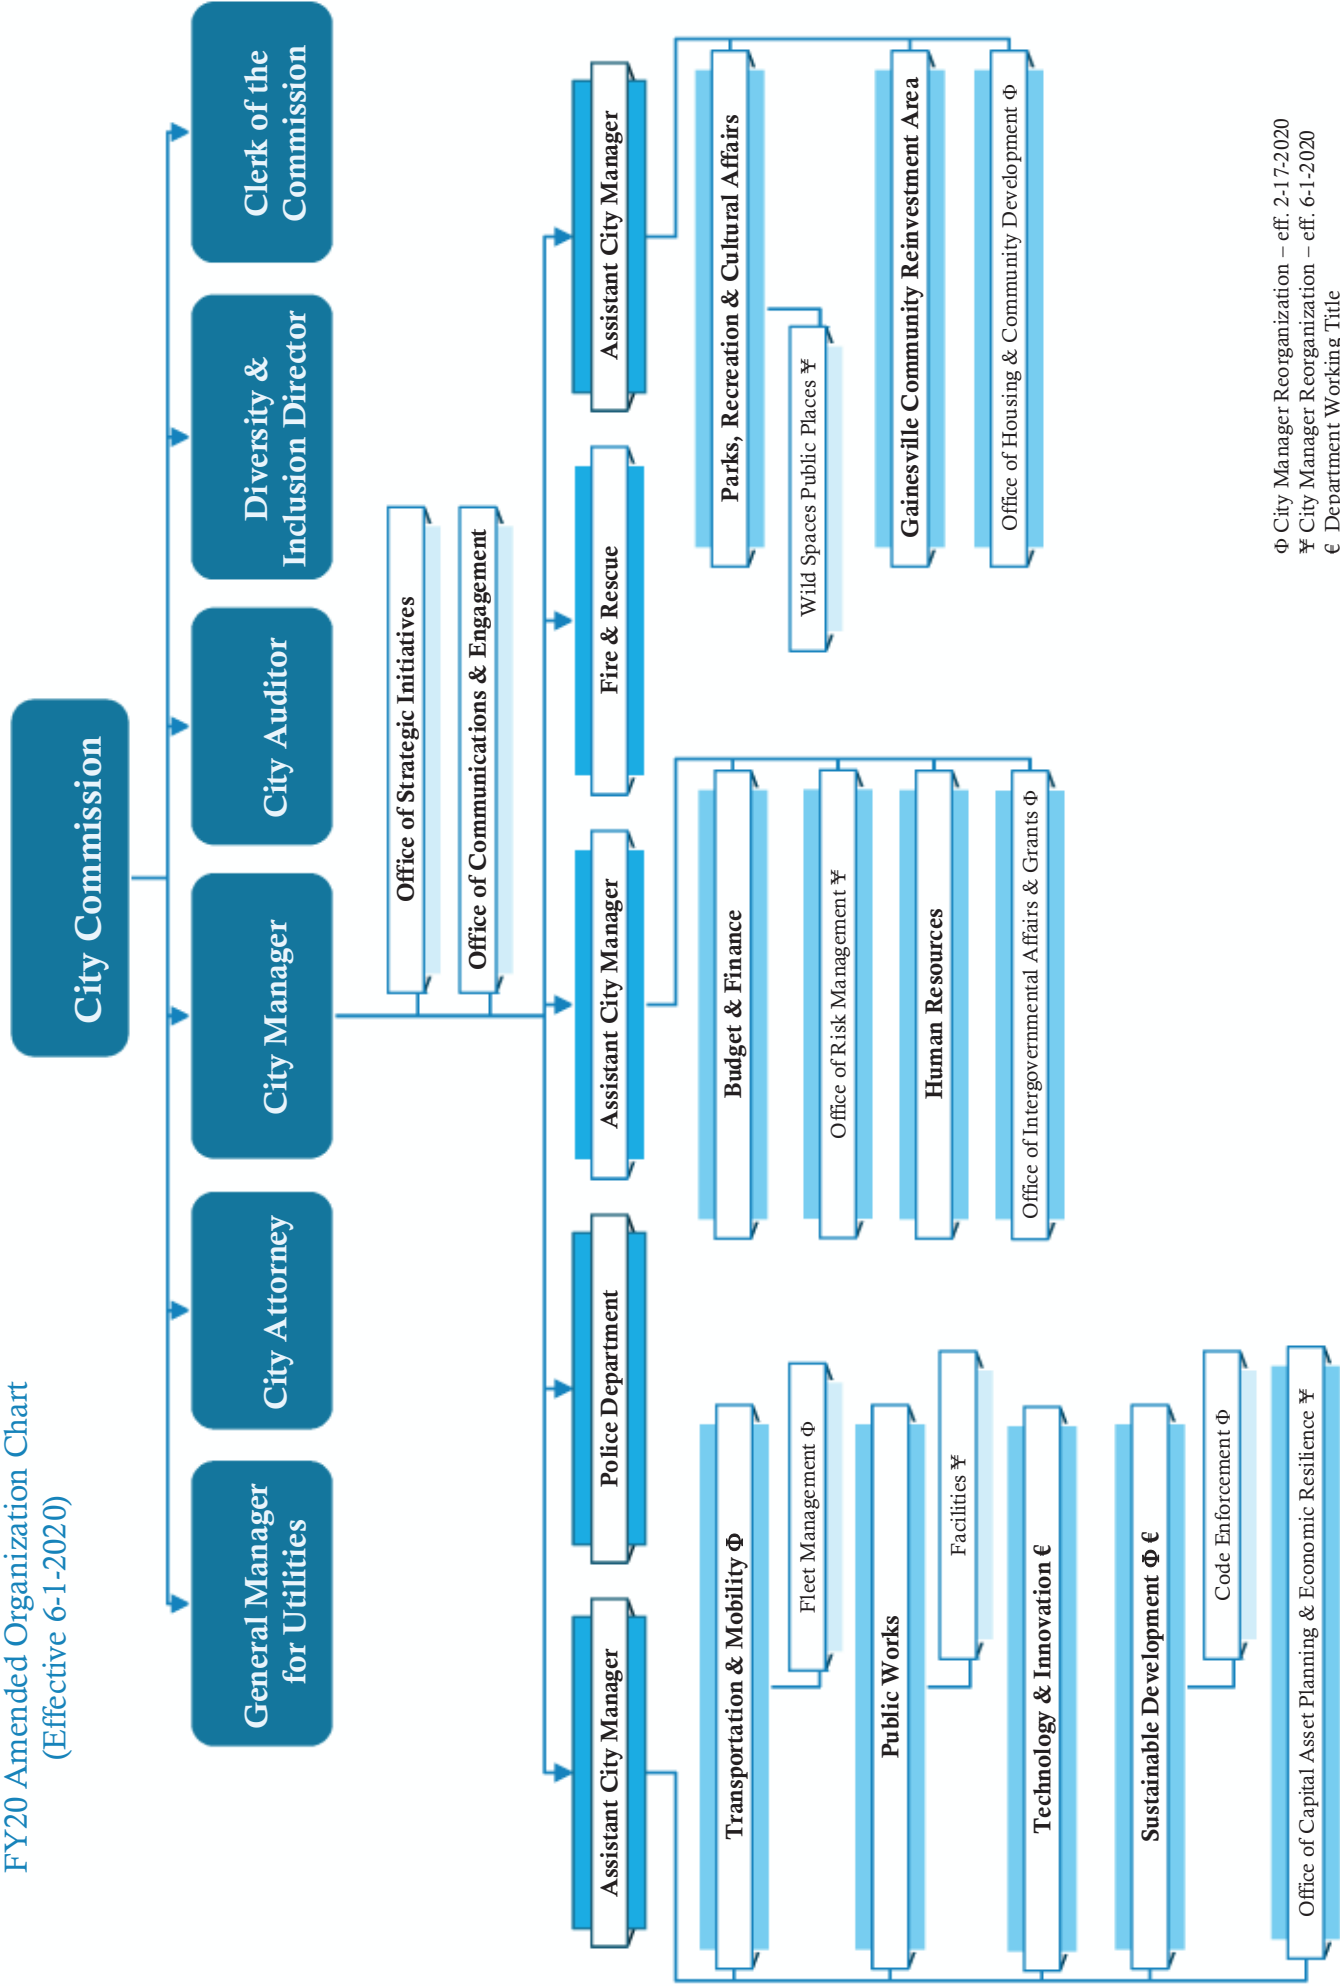 FY20 Amended Organization Chart
(Effective 6-1-2020)
City Commission
General Manager
for Utilities
City Attorney
City Manager
City Auditor
Diversity &
Inclusion Director
Clerk of the
Commission
Office of Strategic Initiatives
Office of Communications & Engagement
Assistant City Manager
Police Department
Assistant City Manager
Fire & Rescue
Assistant City Manager
Transportation & Mobility Φ
Fleet Management Φ
Public Works
Facilities ¥
Technology & Innovation €
Sustainable Development Φ €
Code Enforcement Φ
Office of Capital Asset Planning & Economic Resilience ¥
Budget & Finance
Office of Risk Management ¥
Human Resources
Office of Intergovernmental Affairs & Grants Φ
Parks, Recreation & Cultural Affairs
Wild Spaces Public Places ¥
Gainesville Community Reinvestment Area
Office of Housing & Community Development Φ
Φ City Manager Reorganization – eff. 2-17-2020
¥ City Manager Reorganization – eff. 6-1-2020
€ Department Working Title